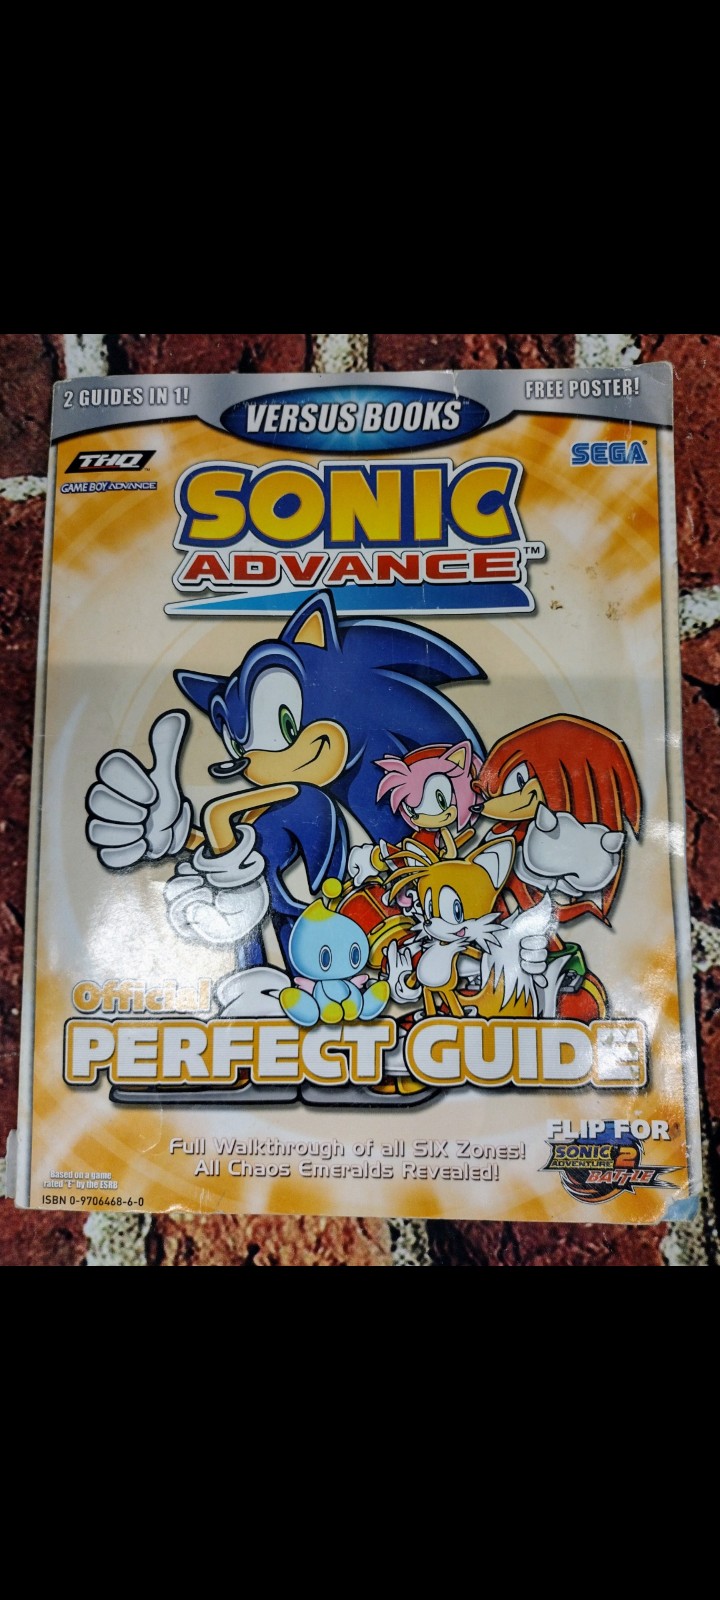 2 GUIDES IN 1!
VERSUS BOOKS
FREE POSTER!
THQ™
GAME BOY ADVANCE
SEGA®
SONIC
ADVANCE™
Official
PERFECT GUIDE
Full Walkthrough of all SIX Zones!
All Chaos Emeralds Revealed!
FLIP FOR
SONIC
ADVENTURE 2
BATTLE
Based on a game
rated "E" by the ESRB
ISBN 0-9706468-6-0